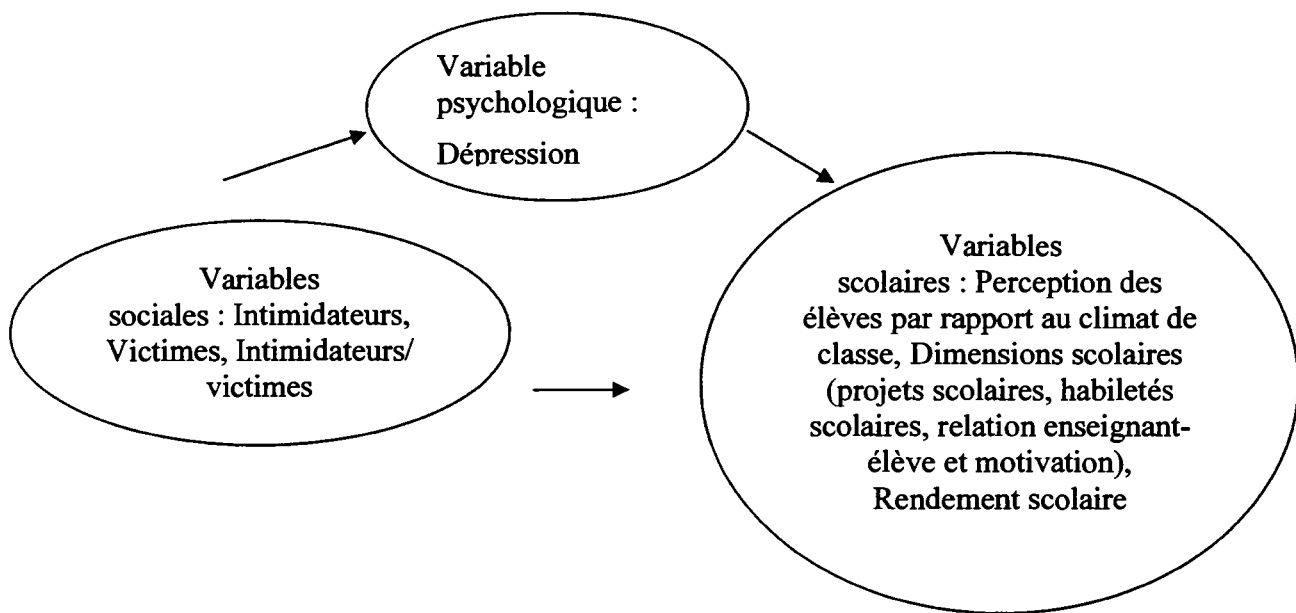 Variable
psychologique :
Dépression
Variables
sociales : Intimidateurs,
Victimes, Intimidateurs/
victimes
Variables
scolaires : Perception des
élèves par rapport au climat de
classe, Dimensions scolaires
(projets scolaires, habiletés
scolaires, relation enseignant-
élève et motivation),
Rendement scolaire